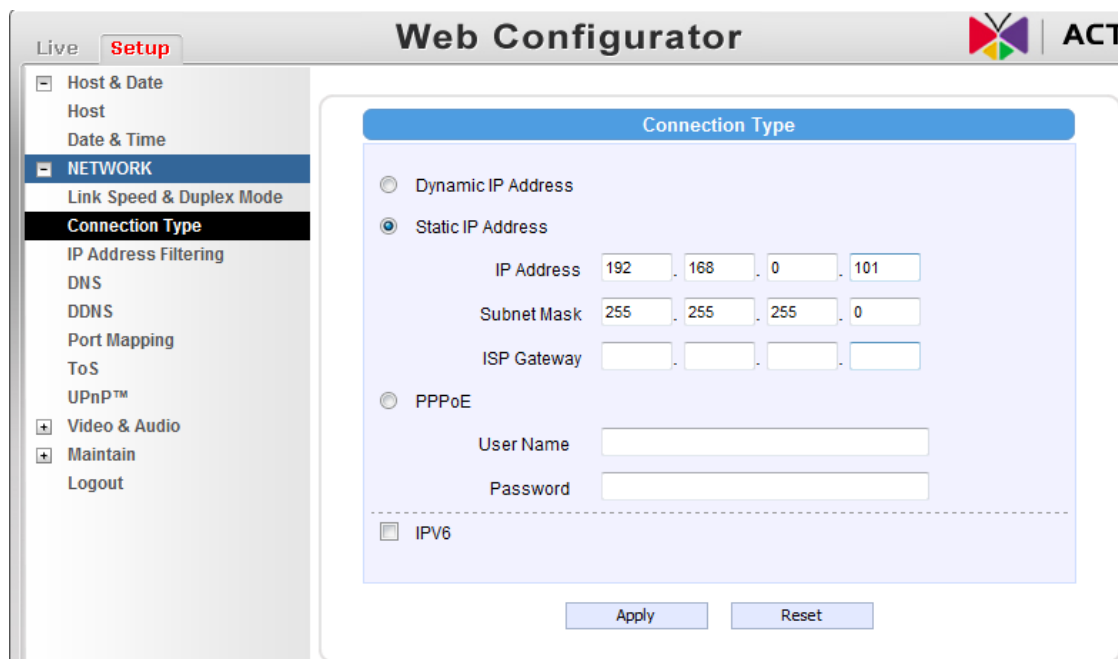 Live Setup
Web Configurator
ACT
Host & Date
Host
Date & Time
NETWORK
Link Speed & Duplex Mode
Connection Type
IP Address Filtering
DNS
DDNS
Port Mapping
ToS
UPnP™
Video & Audio
Maintain
Logout
Connection Type
Dynamic IP Address
Static IP Address
IP Address 192 . 168 . 0 . 101
Subnet Mask 255 . 255 . 255 . 0
ISP Gateway . . .
PPPoE
User Name
Password
IPV6
Apply Reset